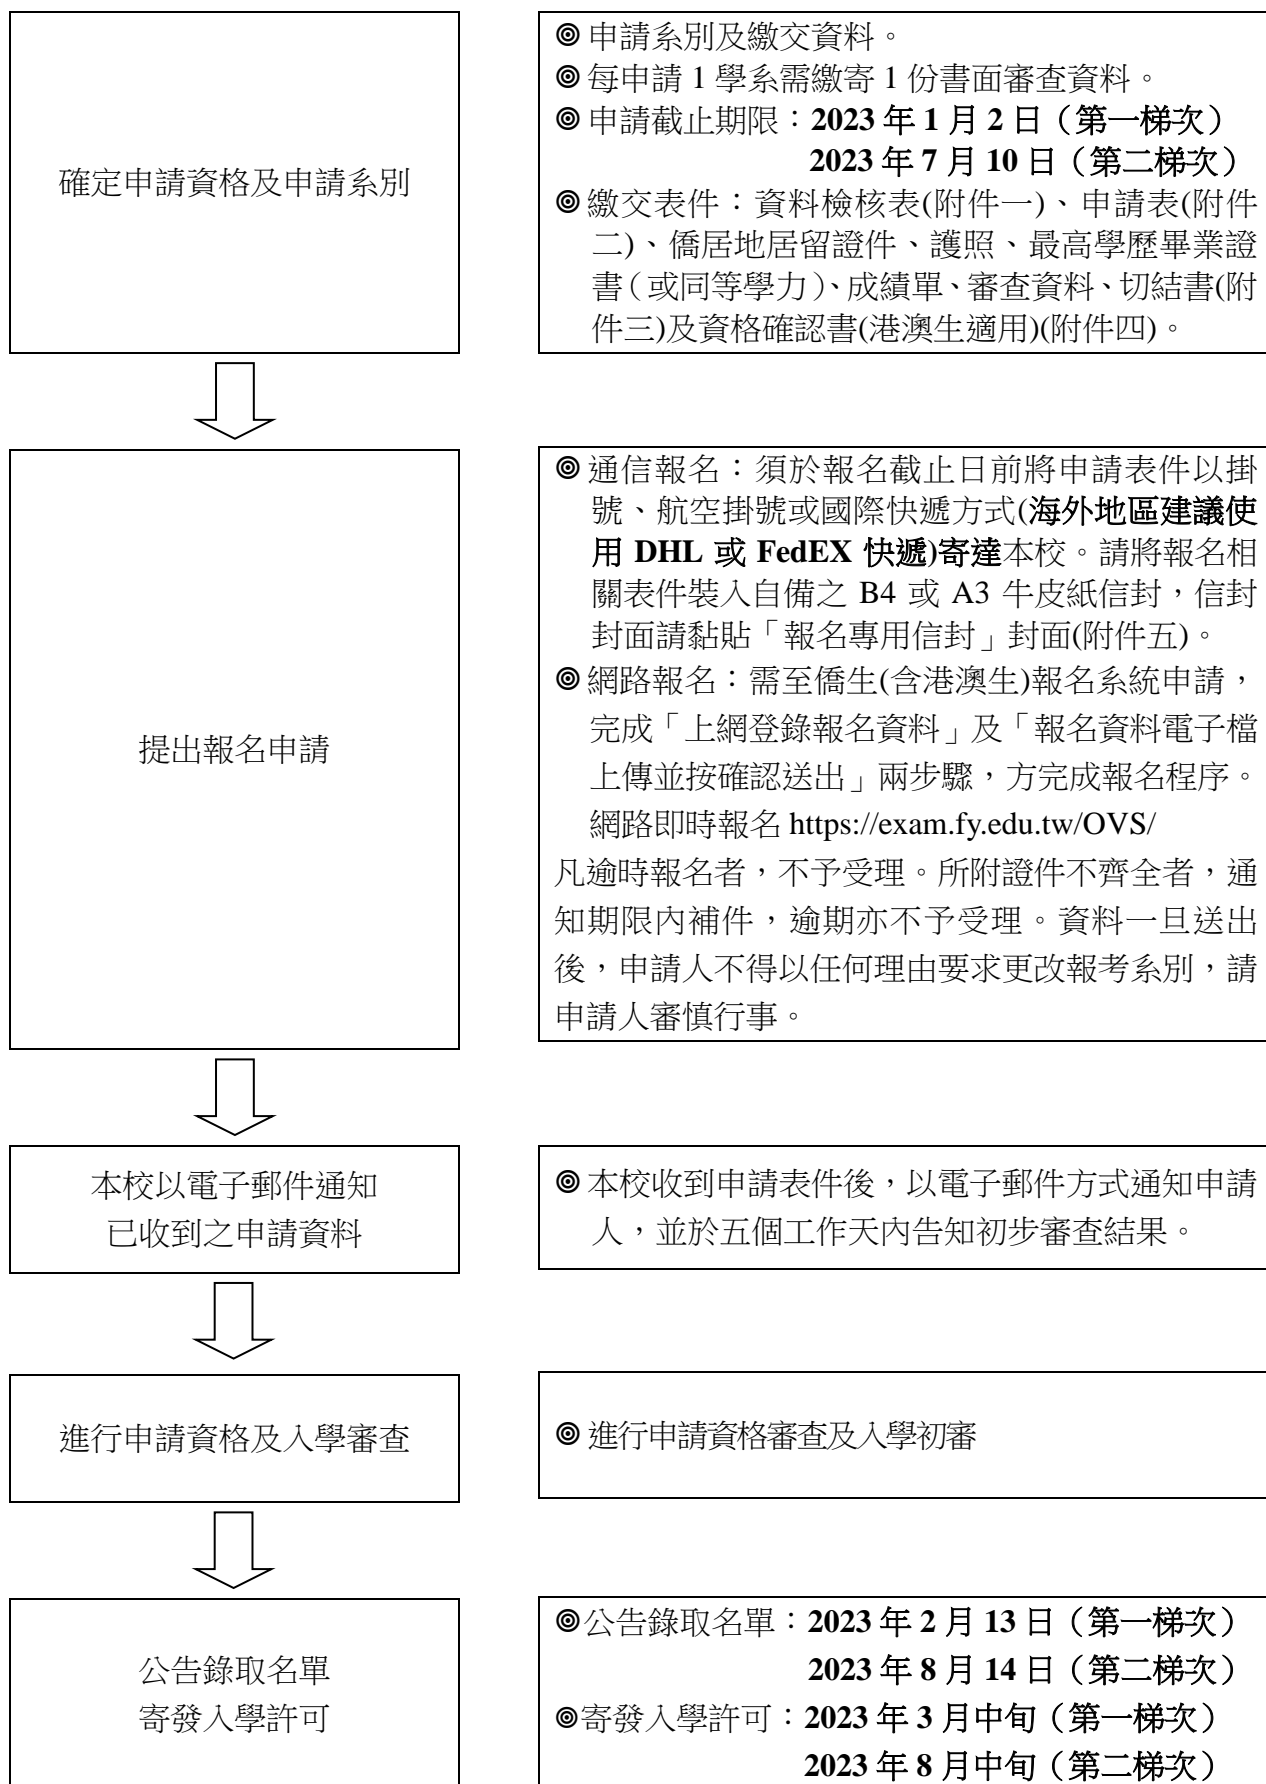 確定申請資格及申請系別
◎ 申請系別及繳交資料。
◎ 每申請 1 學系需繳寄 1 份書面審查資料。
◎ 申請截止期限：2023 年 1 月 2 日（第一梯次）
2023 年 7 月 10 日（第二梯次）
◎ 繳交表件：資料檢核表(附件一)、申請表(附件
二)、僑居地居留證件、護照、最高學歷畢業證
書（或同等學力）、成績單、審查資料、切結書(附
件三)及資格確認書(港澳生適用)(附件四)。
提出報名申請
◎ 通信報名：須於報名截止日前將申請表件以掛
號、航空掛號或國際快遞方式(海外地區建議使
用 DHL 或 FedEX 快遞)寄達本校。請將報名相
關表件裝入自備之 B4 或 A3 牛皮紙信封，信封
封面請黏貼「報名專用信封」封面(附件五)。
◎ 網路報名：需至僑生(含港澳生)報名系統申請，
完成「上網登錄報名資料」及「報名資料電子檔
上傳並按確認送出」兩步驟，方完成報名程序。
網路即時報名 https://exam.fy.edu.tw/OVS/
凡逾時報名者，不予受理。所附證件不齊全者，通
知期限內補件，逾期亦不予受理。資料一旦送出
後，申請人不得以任何理由要求更改報考系別，請
申請人審慎行事。
本校以電子郵件通知
已收到之申請資料
◎ 本校收到申請表件後，以電子郵件方式通知申請
人，並於五個工作天內告知初步審查結果。
進行申請資格及入學審查
◎ 進行申請資格審查及入學初審
公告錄取名單
寄發入學許可
◎公告錄取名單：2023 年 2 月 13 日（第一梯次）
2023 年 8 月 14 日（第二梯次）
◎寄發入學許可：2023 年 3 月中旬（第一梯次）
2023 年 8 月中旬（第二梯次）